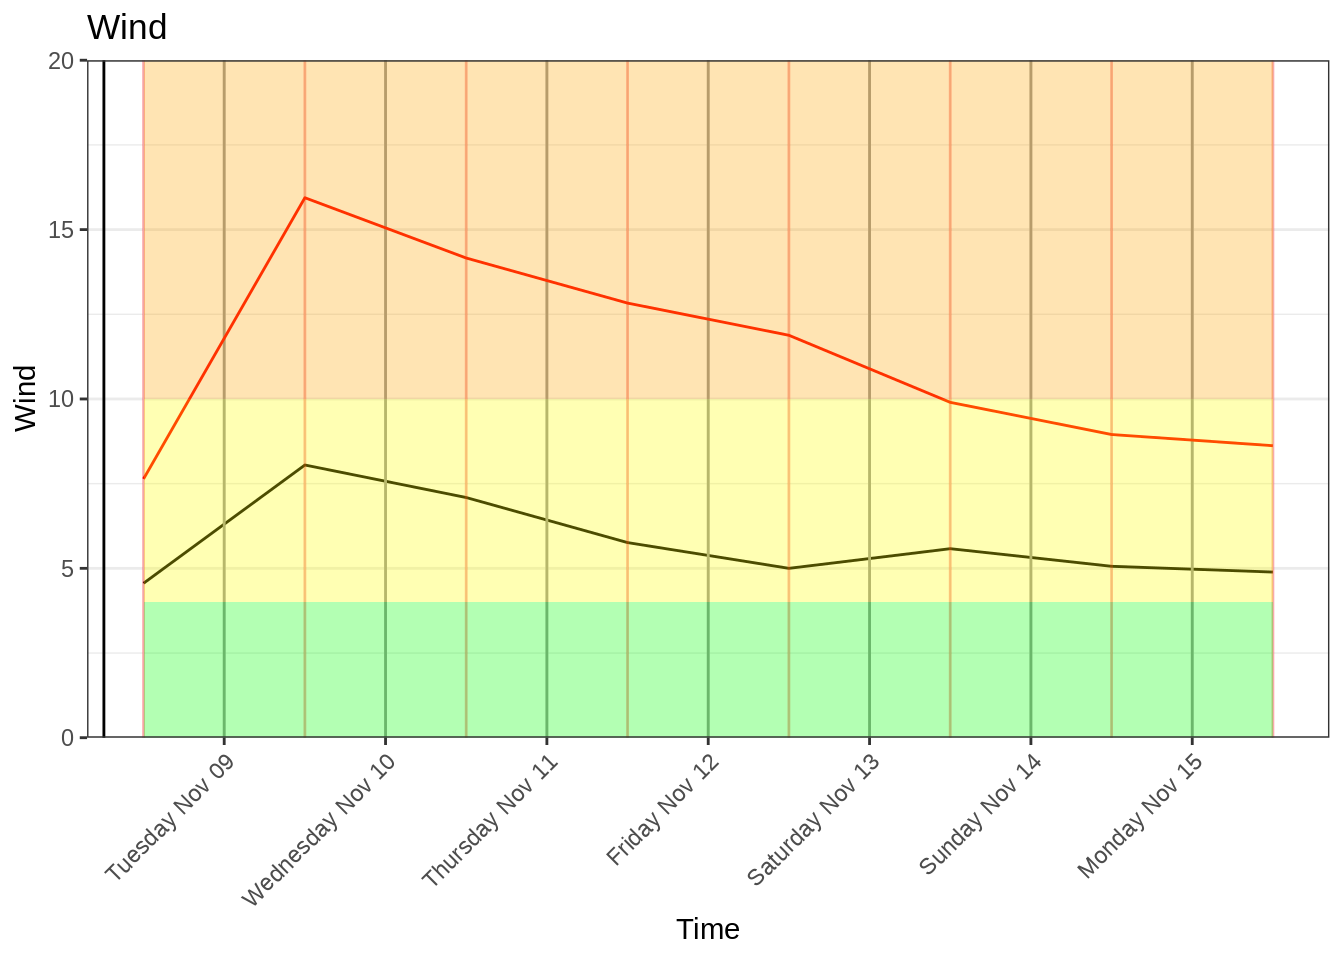 Wind
20
15
10
5
0
Wind
Tuesday Nov 09
Wednesday Nov 10
Thursday Nov 11
Friday Nov 12
Saturday Nov 13
Sunday Nov 14
Monday Nov 15
Time